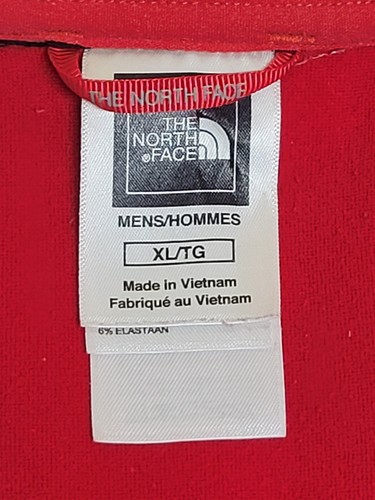 THE NORTH FACE
THE
NORTH
FACE
MENS/HOMMES
XL/TG
Made in Vietnam
Fabriqué au Vietnam
6% ELASTAAN